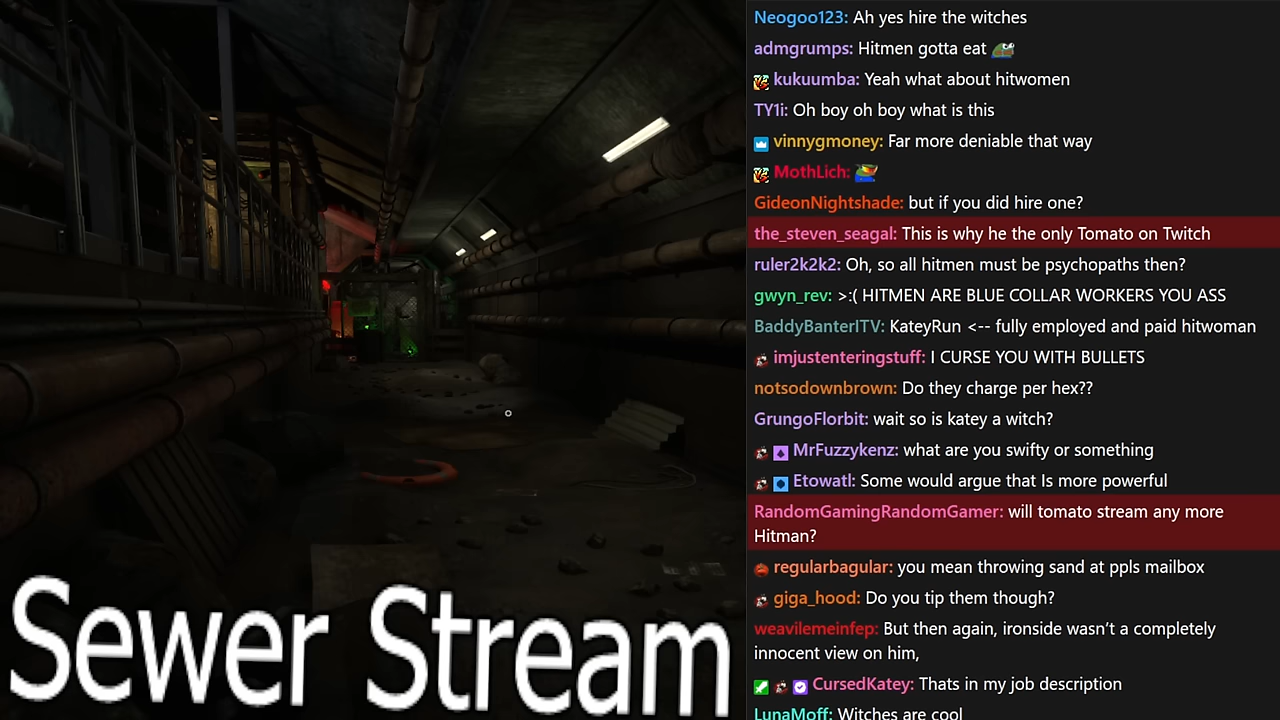 Neogoo123: Ah yes hire the witches
admgrumps: Hitmen gotta eat
kukuumba: Yeah what about hitwomen
TY1i: Oh boy oh boy what is this
vinnygmoney: Far more deniable that way
MothLich:
GideonNightshade: but if you did hire one?
the_steven_seagal: This is why he the only Tomato on Twitch
ruler2k2k2: Oh, so all hitmen must be psychopaths then?
gwyn_rev: >:( HITMEN ARE BLUE COLLAR WORKERS YOU ASS
BaddyBanterITV: KateyRun <-- fully employed and paid hitwoman
imjustenteringstuff: I CURSE YOU WITH BULLETS
notsodownbrown: Do they charge per hex??
GrungoFlorbit: wait so is katey a witch?
MrFuzzykenz: what are you swifty or something
Etowatl: Some would argue that Is more powerful
RandomGamingRandomGamer: will tomato stream any more
Hitman?
regularbagular: you mean throwing sand at ppls mailbox
giga_hood: Do you tip them though?
weavilemeinfep: But then again, ironside wasn't a completely
innocent view on him,
CursedKatey: Thats in my job description
LunaMoff: Witches are cool
Sewer Stream